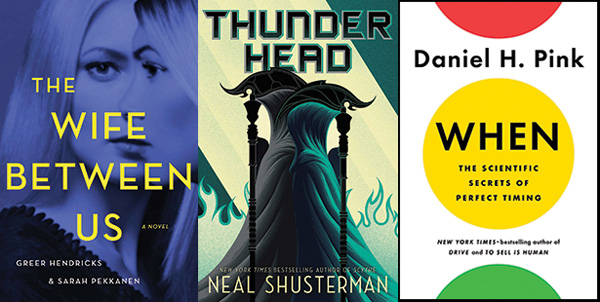 THE
WIFE
BETWEEN
US
A NOVEL
GREER HENDRICKS
& SARAH PEKKANEN
THUNDER
HEAD
NEW YORK TIMES BESTSELLING AUTHOR OF SCYTHE
NEAL SHUSTERMAN
Daniel H. Pink
WHEN
THE SCIENTIFIC
SECRETS OF
PERFECT TIMING
NEW YORK TIMES–bestselling author of
DRIVE and TO SELL IS HUMAN